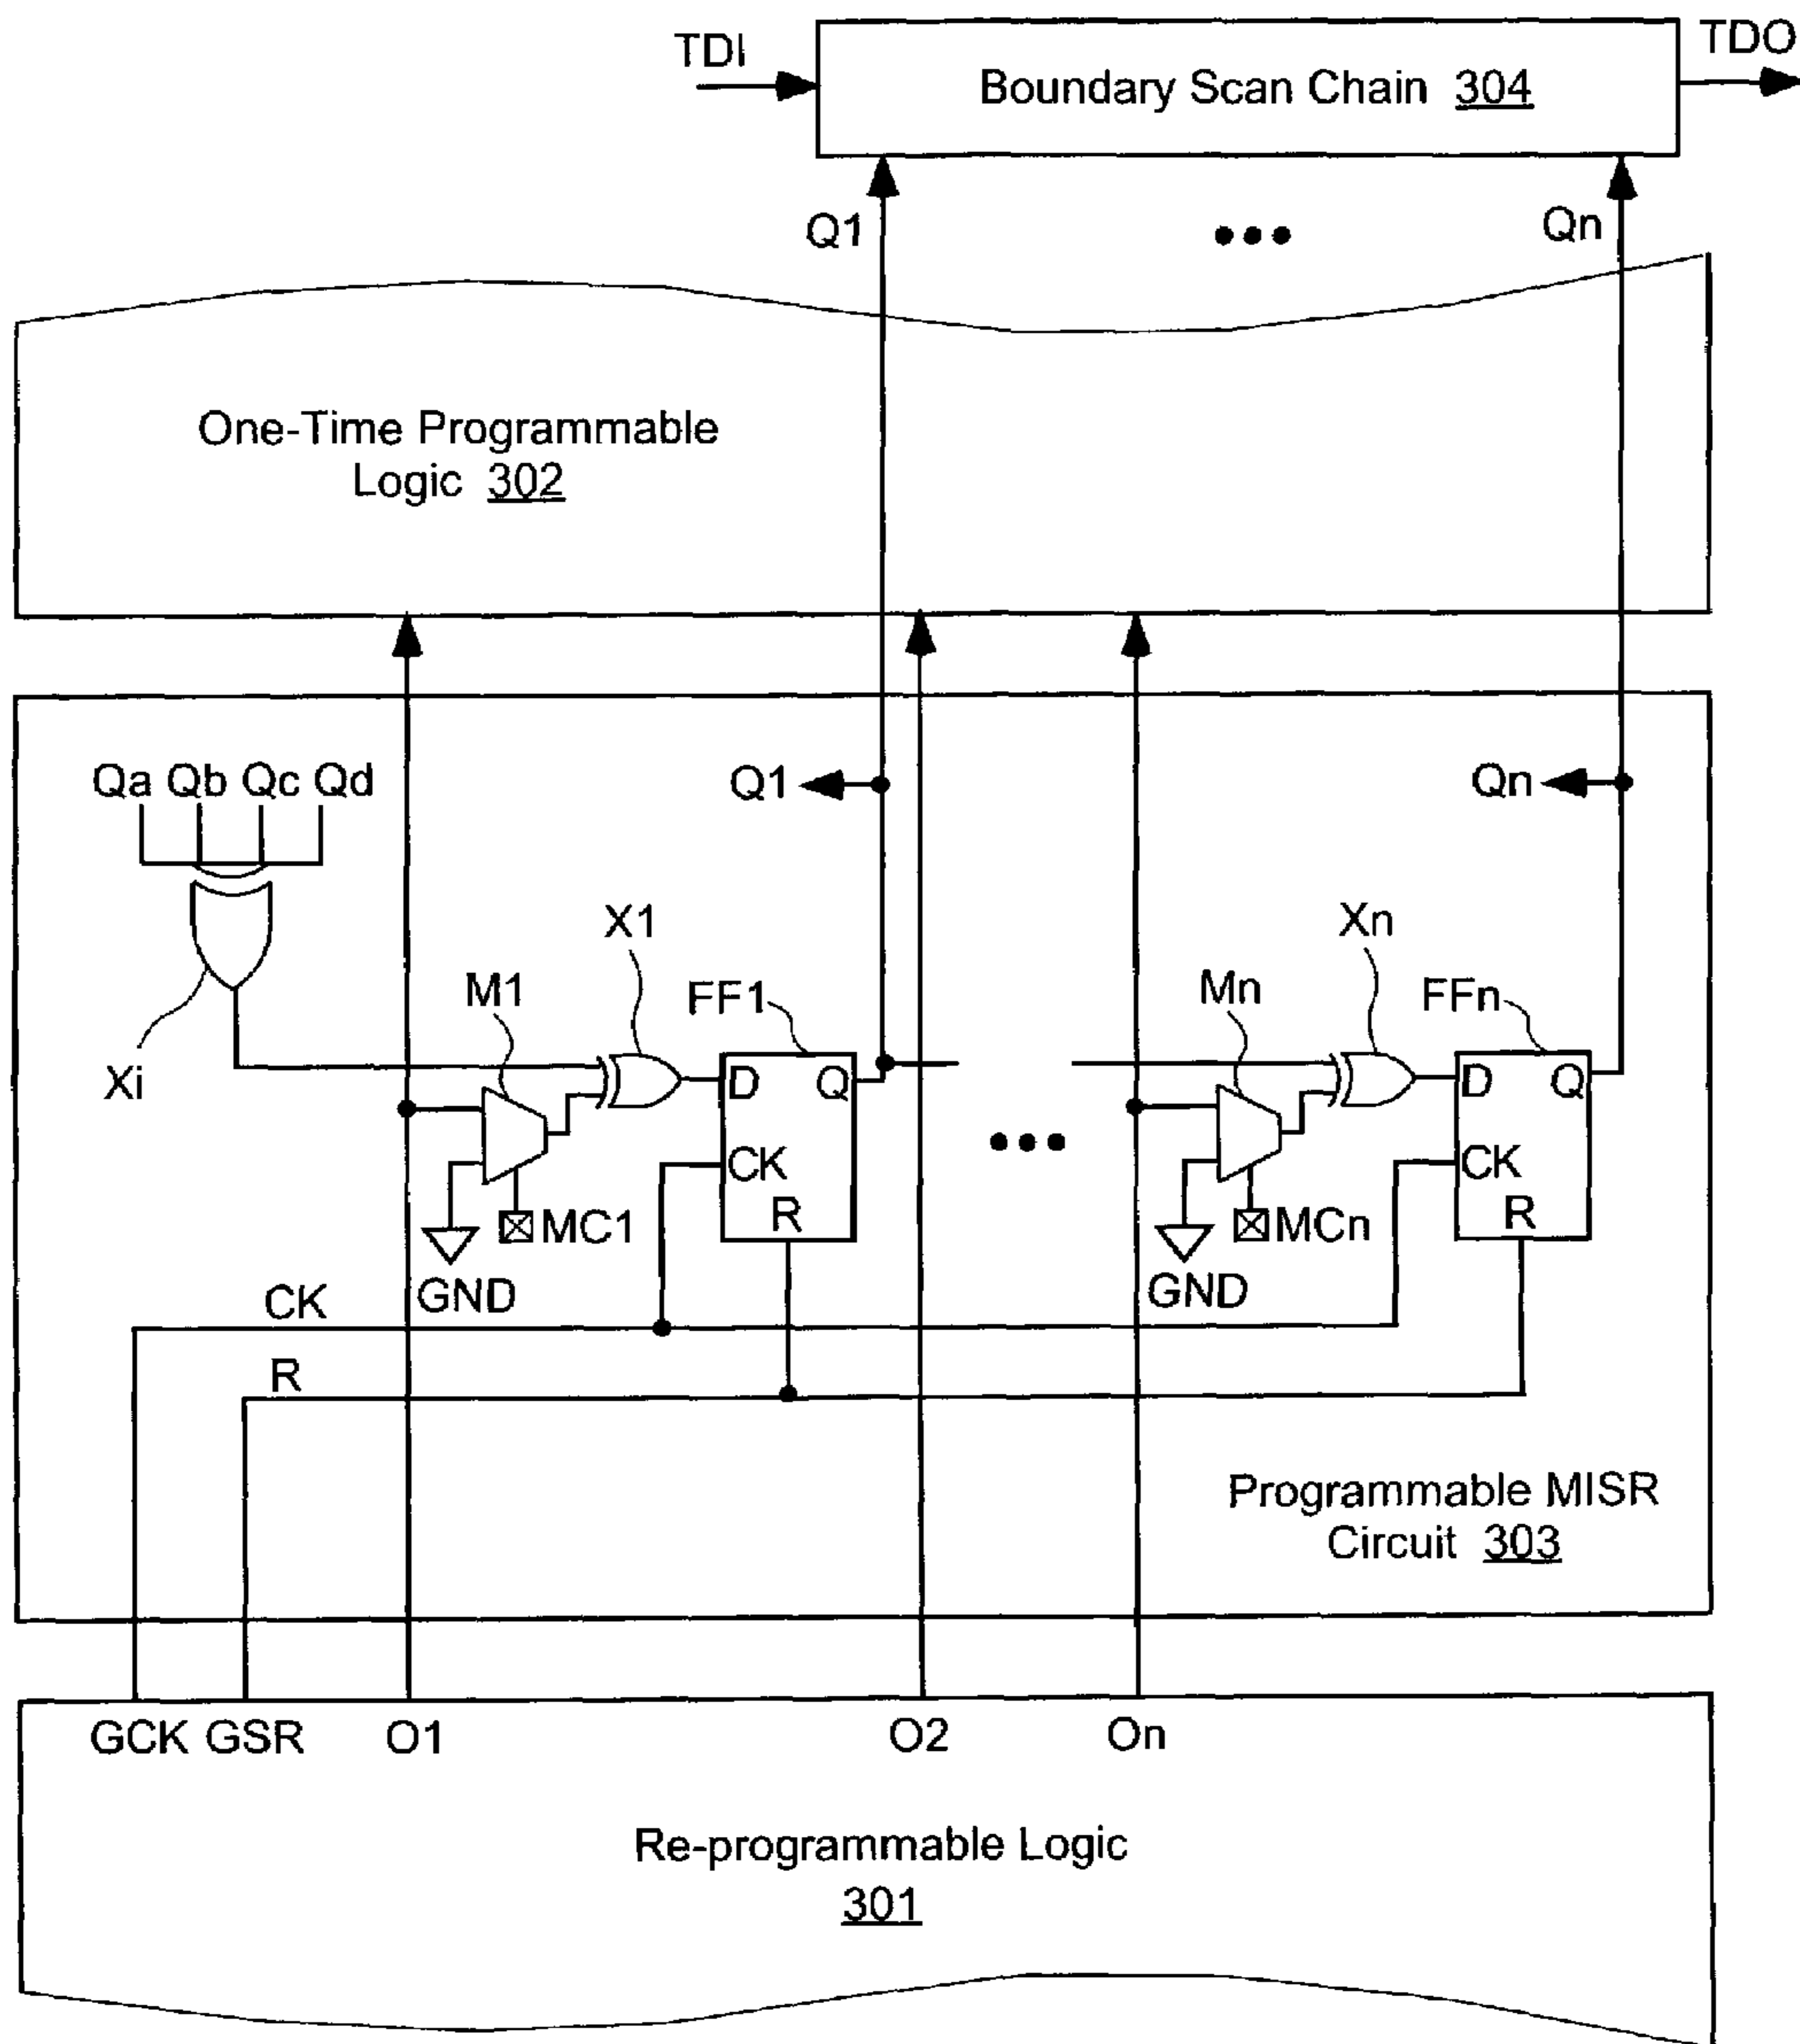 TDI
TDO
Boundary Scan Chain 304
Q1
•••
Qn
One-Time Programmable
Logic 302
Qa Qb Qc Qd
Q1
Qn
X1
Xn
M1
FF1
Mn
FFn
Xi
D
Q
D
Q
•••
CK
CK
R
MC1
R
MCn
GND
GND
CK
R
Programmable MISR
Circuit 303
GCK GSR O1 O2 On
Re-programmable Logic
301